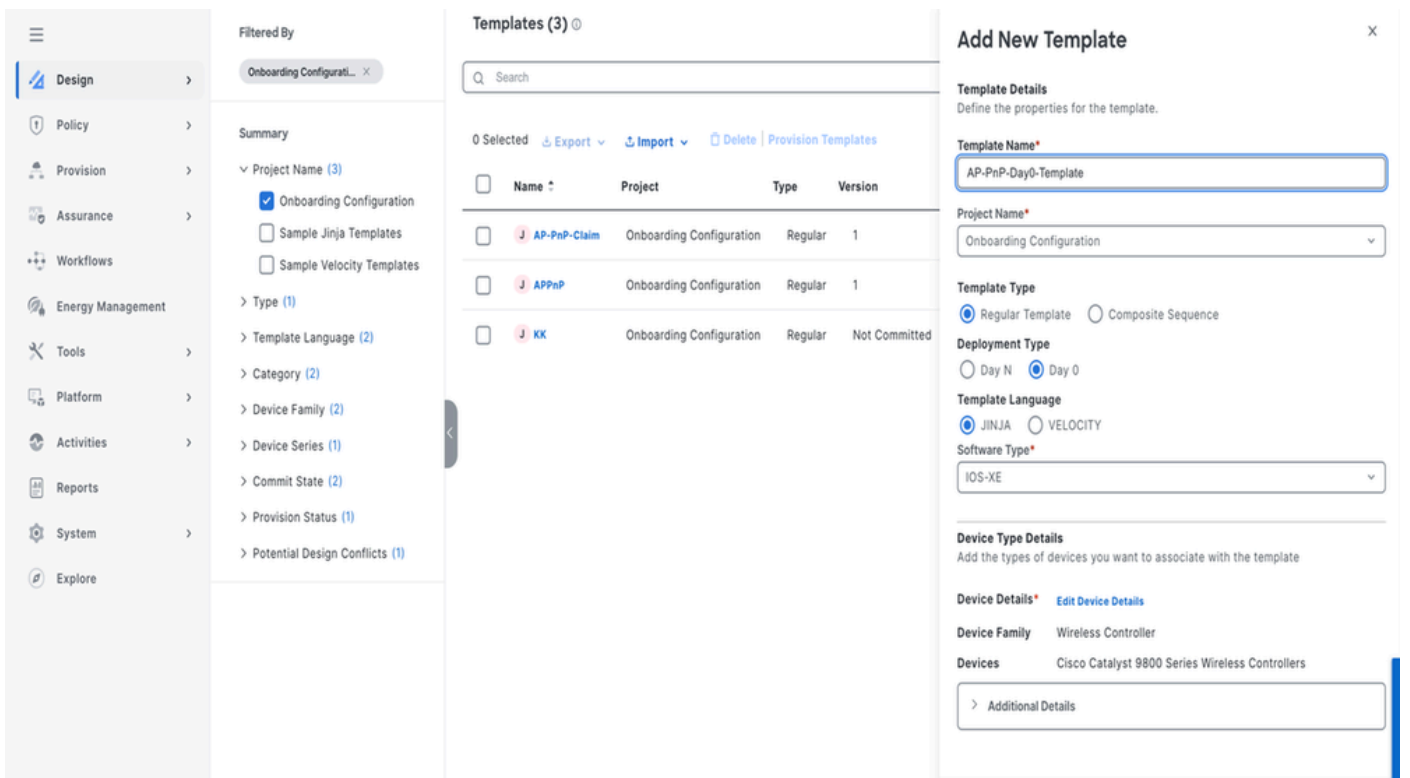 Design
Policy
Provision
Assurance
Workflows
Energy Management
Tools
Platform
Activities
Reports
System
Explore
Filtered By
Onboarding Configurati...
Summary
Project Name (3)
Onboarding Configuration
Sample Jinja Templates
Sample Velocity Templates
Type (1)
Template Language (2)
Category (2)
Device Family (2)
Device Series (1)
Commit State (2)
Provision Status (1)
Potential Design Conflicts (1)
Templates (3)
Search
0 Selected Export Import Delete | Provision Templates
Name Project Type Version
J AP-PnP-Claim Onboarding Configuration Regular 1
J APPnP Onboarding Configuration Regular 1
J KK Onboarding Configuration Regular Not Committed
Add New Template
Template Details
Define the properties for the template.
Template Name*
AP-PnP-Day0-Template
Project Name*
Onboarding Configuration
Template Type
Regular Template Composite Sequence
Deployment Type
Day N Day 0
Template Language
JINJA VELOCITY
Software Type*
IOS-XE
Device Type Details
Add the types of devices you want to associate with the template
Device Details* Edit Device Details
Device Family Wireless Controller
Devices Cisco Catalyst 9800 Series Wireless Controllers
Additional Details